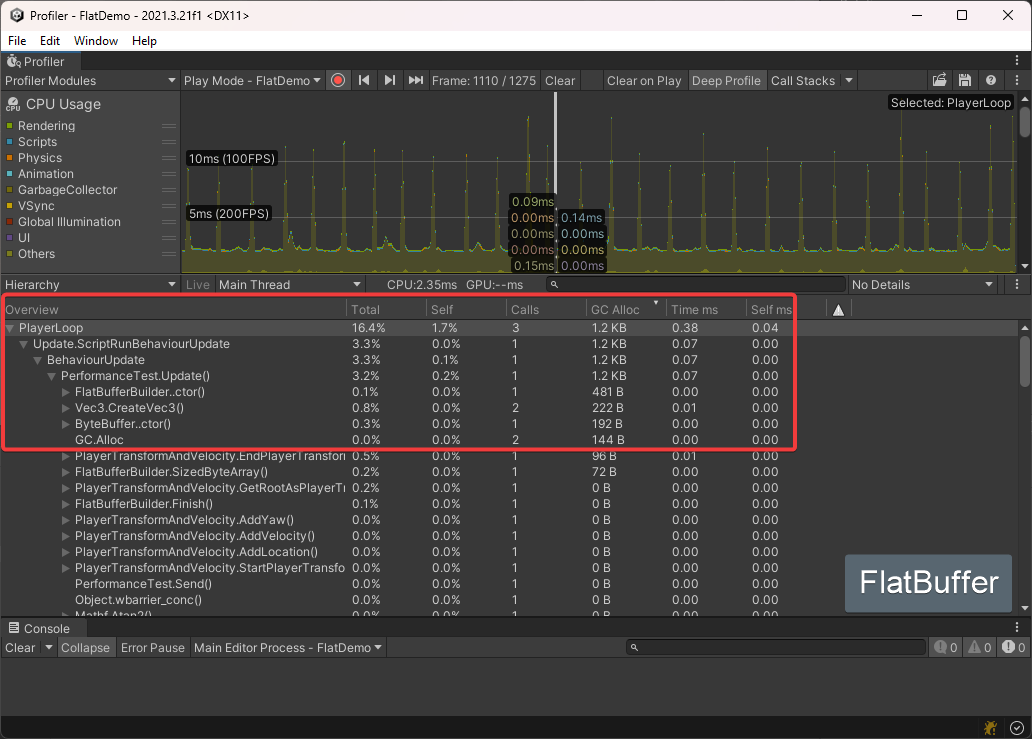 Profiler - FlatDemo - 2021.3.21f1 <DX11>
File Edit Window Help
Profiler
Profiler Modules Play Mode - FlatDemo Frame: 1110 / 1275 Clear Clear on Play Deep Profile Call Stacks
CPU Usage Selected: PlayerLoop
Rendering
Scripts
Physics
Animation
GarbageCollector
VSync
Global Illumination
UI
Others
10ms (100FPS)
5ms (200FPS)
0.09ms
0.00ms 0.14ms
0.00ms 0.00ms
0.00ms 0.00ms
0.15ms 0.00ms
Hierarchy Live Main Thread CPU:2.35ms GPU:--ms No Details
Overview Total Self Calls GC Alloc Time ms Self ms
PlayerLoop 16.4% 1.7% 3 1.2 KB 0.38 0.04
Update.ScriptRunBehaviourUpdate 3.3% 0.0% 1 1.2 KB 0.07 0.00
BehaviourUpdate 3.3% 0.1% 1 1.2 KB 0.07 0.00
PerformanceTest.Update() 3.2% 0.2% 1 1.2 KB 0.07 0.00
FlatBufferBuilder..ctor() 0.1% 0.0% 1 481 B 0.00 0.00
Vec3.CreateVec3() 0.8% 0.0% 2 222 B 0.01 0.00
ByteBuffer..ctor() 0.3% 0.0% 1 192 B 0.00 0.00
GC.Alloc 0.0% 0.0% 2 144 B 0.00 0.00
PlayerTransformAndVelocity.EndPlayerTransforn 0.5% 0.0% 1 96 B 0.01 0.00
FlatBufferBuilder.SizedByteArray() 0.2% 0.0% 1 72 B 0.00 0.00
PlayerTransformAndVelocity.GetRootAsPlayerTr 0.2% 0.0% 1 0 B 0.00 0.00
FlatBufferBuilder.Finish() 0.1% 0.0% 1 0 B 0.00 0.00
PlayerTransformAndVelocity.AddYaw() 0.0% 0.0% 1 0 B 0.00 0.00
PlayerTransformAndVelocity.AddVelocity() 0.0% 0.0% 1 0 B 0.00 0.00
PlayerTransformAndVelocity.AddLocation() 0.0% 0.0% 1 0 B 0.00 0.00
PlayerTransformAndVelocity.StartPlayerTransfo 0.0% 0.0% 1 0 B 0.00 0.00
PerformanceTest.Send() 0.0% 0.0% 1 0 B 0.00 0.00
Object.wbarrier_conc() 0.0% 0.0% 1 0 B 0.00 0.00
Mathf.Atan2() 0.0% 0.0% 1 0 B 0.00 0.00
FlatBuffer
Console
Clear Collapse Error Pause Main Editor Process - FlatDemo 0 0 0